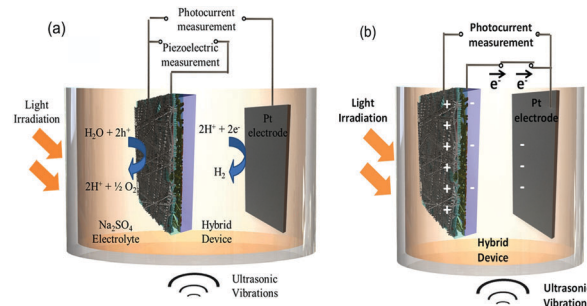 (a)
Photocurrent
measurement
Piezoelectric
measurement
Light
Irradiation
H₂O + 2h⁺
2H⁺ + ½ O₂
2H⁺ + 2e⁻
H₂
Pt
electrode
Na₂SO₄
Electrolyte
Hybrid
Device
Ultrasonic
Vibrations
(b)
Photocurrent
measurement
e⁻ e⁻
Light
Irradiation
Pt
electrode
+ -
+ -
+ - -
+ - -
+ - -
+ - -
Hybrid
Device
Ultrasonic
Vibrations